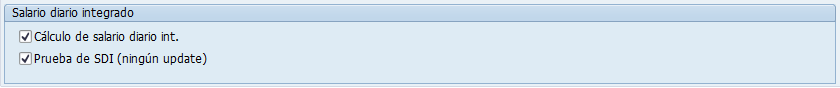 Salario diario integrado
Cálculo de salario diario int.
Prueba de SDI (ningún update)